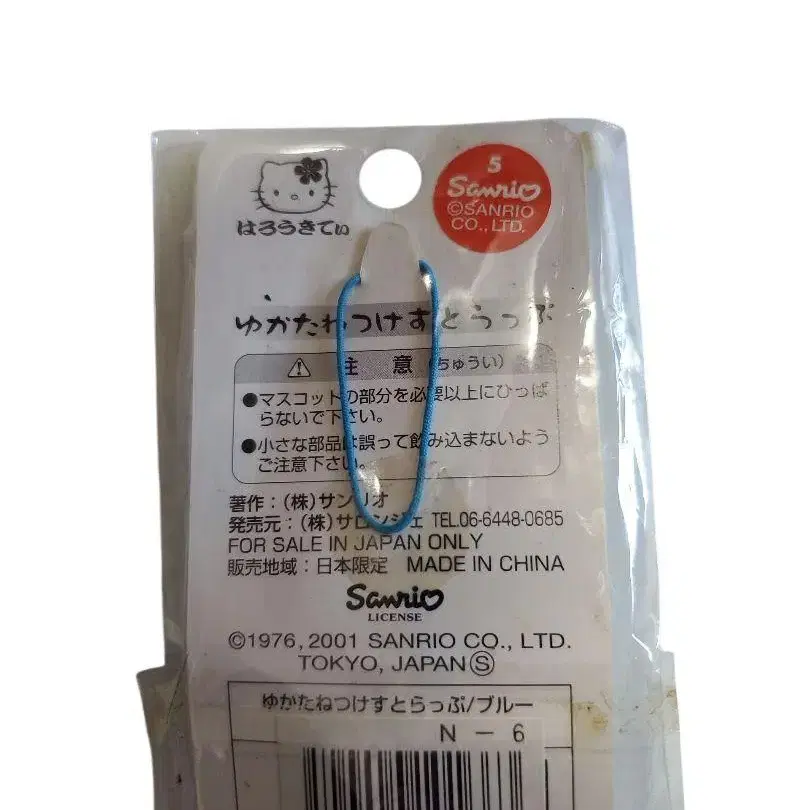 はろうきてぃ
5
Sanrio
©SANRIO
CO., LTD.
ゆかたねつけすとらっぷ
注 意 (ちゅうい)
●マスコットの部分を必要以上にひっぱ
らないで下さい。
●小さな部品は誤って飲み込まないよう
ご注意下さい。
著作：(株)サンリオ
発売元：(株)サロンジェ TEL.06-6448-0685
FOR SALE IN JAPAN ONLY
販売地域：日本限定 MADE IN CHINA
Sanrio
LICENSE
©1976, 2001 SANRIO CO., LTD.
TOKYO, JAPAN Ⓢ
ゆかたねつけすとらっぷ/ブルー
N － 6